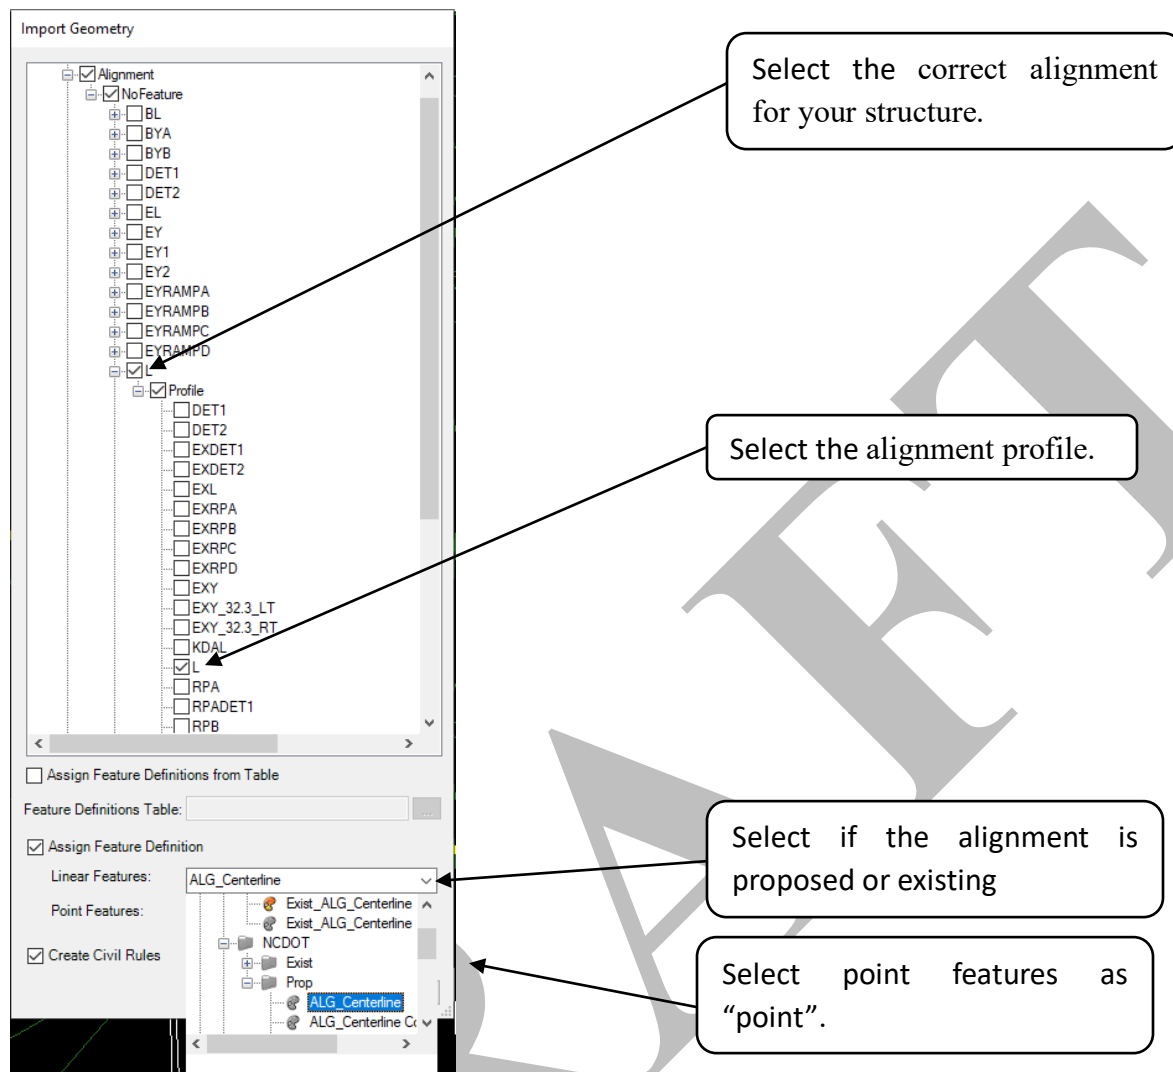 Import Geometry
Alignment
NoFeature
BL
BYA
BYB
DET1
DET2
EL
EY
EY1
EY2
EYRAMPA
EYRAMPB
EYRAMPC
EYRAMPD
L
Profile
DET1
DET2
EXDET1
EXDET2
EXL
EXRPA
EXRPB
EXRPC
EXRPD
EXY
EXY_32.3_LT
EXY_32.3_RT
KDAL
L
RPA
RPADET1
RPB
Assign Feature Definitions from Table
Feature Definitions Table:
Assign Feature Definition
Linear Features: ALG_Centerline
Point Features:
Exist_ALG_Centerline
Exist_ALG_Centerline
NCDOT
Create Civil Rules
Exist
Prop
ALG_Centerline
ALG_Centerline Co
Select the correct alignment
for your structure.
Select the alignment profile.
Select if the alignment is
proposed or existing
Select point features as
“point”.
DRAFT